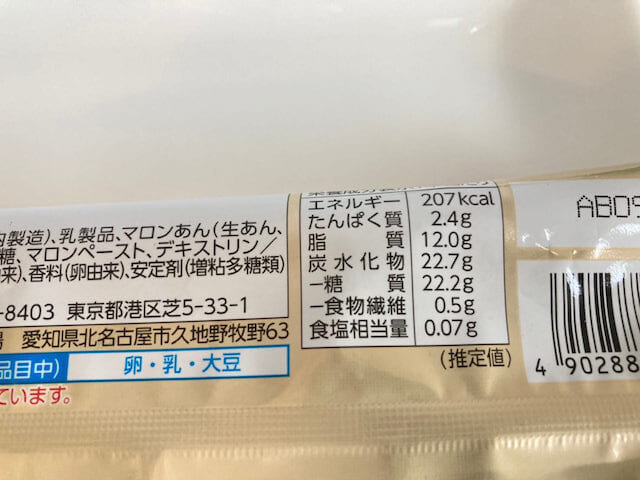 内製造)、乳製品、マロンあん(生あん、
糖、マロンペースト、デキストリン／
来)、香料(卵由来)、安定剤(増粘多糖類)
-8403 東京都港区芝5-33-1
愛知県北名古屋市久地野牧野63
品目中) 卵・乳・大豆
ています。
エネルギー 207kcal
たんぱく質 2.4g
脂質 12.0g
炭水化物 22.7g
-糖質 22.2g
-食物繊維 0.5g
食塩相当量 0.07g
(推定値)
AB09
4 90288